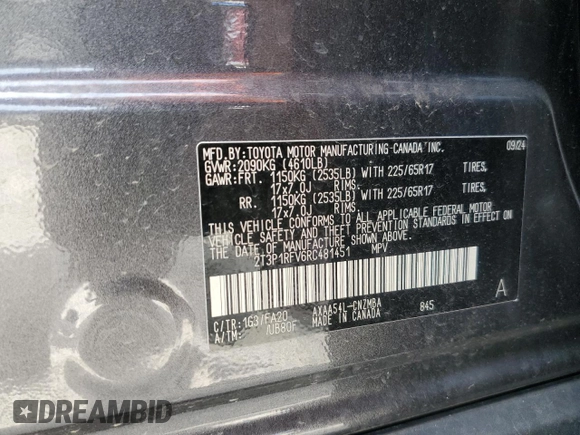 MFD.BY:TOYOTA MOTOR MANUFACTURING CANADA INC. 09/24
GVWR:2090KG (4610LB)
GAWR:FRT. 1150KG (2535LB) WITH 225/65R17 TIRES,
17x7.0J RIMS.
RR. 1150KG (2535LB) WITH 225/65R17 TIRES,
17x7.0J RIMS.
THIS VEHICLE CONFORMS TO ALL APPLICABLE FEDERAL MOTOR
VEHICLE SAFETY AND THEFT PREVENTION STANDARDS IN EFFECT ON
THE DATE OF MANUFACTURE SHOWN ABOVE.
2T3P1RFV6RC481451 MPV
C/TR:1G3/FA20 AXAA54L-CNZMBA 845 A
A/TM: /UB80F MADE IN CANADA
DREAMBID